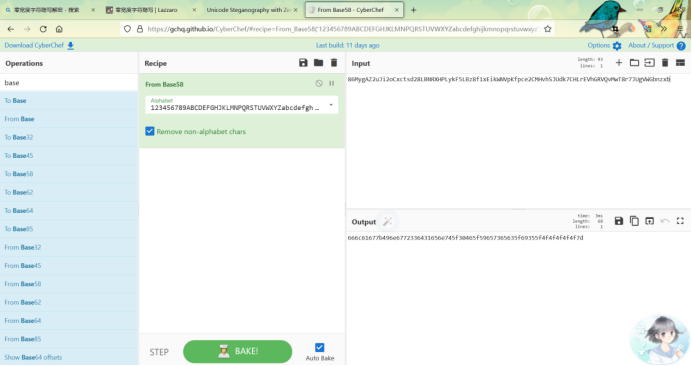 零宽度字符隐写解密 - 搜索
零宽度字符隐写 | Lazzaro
Unicode Steganography with Ze
From Base58 - CyberChef
https://gchq.github.io/CyberChef/#recipe=From_Base58('123456789ABCDEFGHJKLMNPQRSTUVWXYZabcdefghijkmnopqrstuvwxyz
Download CyberChef
Last build: 11 days ago
Options
About / Support
Operations
Recipe
Input
length: 93
lines: 1
base
To Base
From Base
To Base32
To Base45
To Base58
To Base62
To Base64
To Base85
From Base32
From Base45
From Base58
From Base62
From Base64
From Base85
Show Base64 offsets
From Base58
Alphabet
123456789ABCDEFGHJKLMNPQRSTUVWXYZabcdefgh …
Remove non-alphabet chars
STEP
BAKE!
Auto Bake
Output
time: 3ms
length: 68
lines: 1